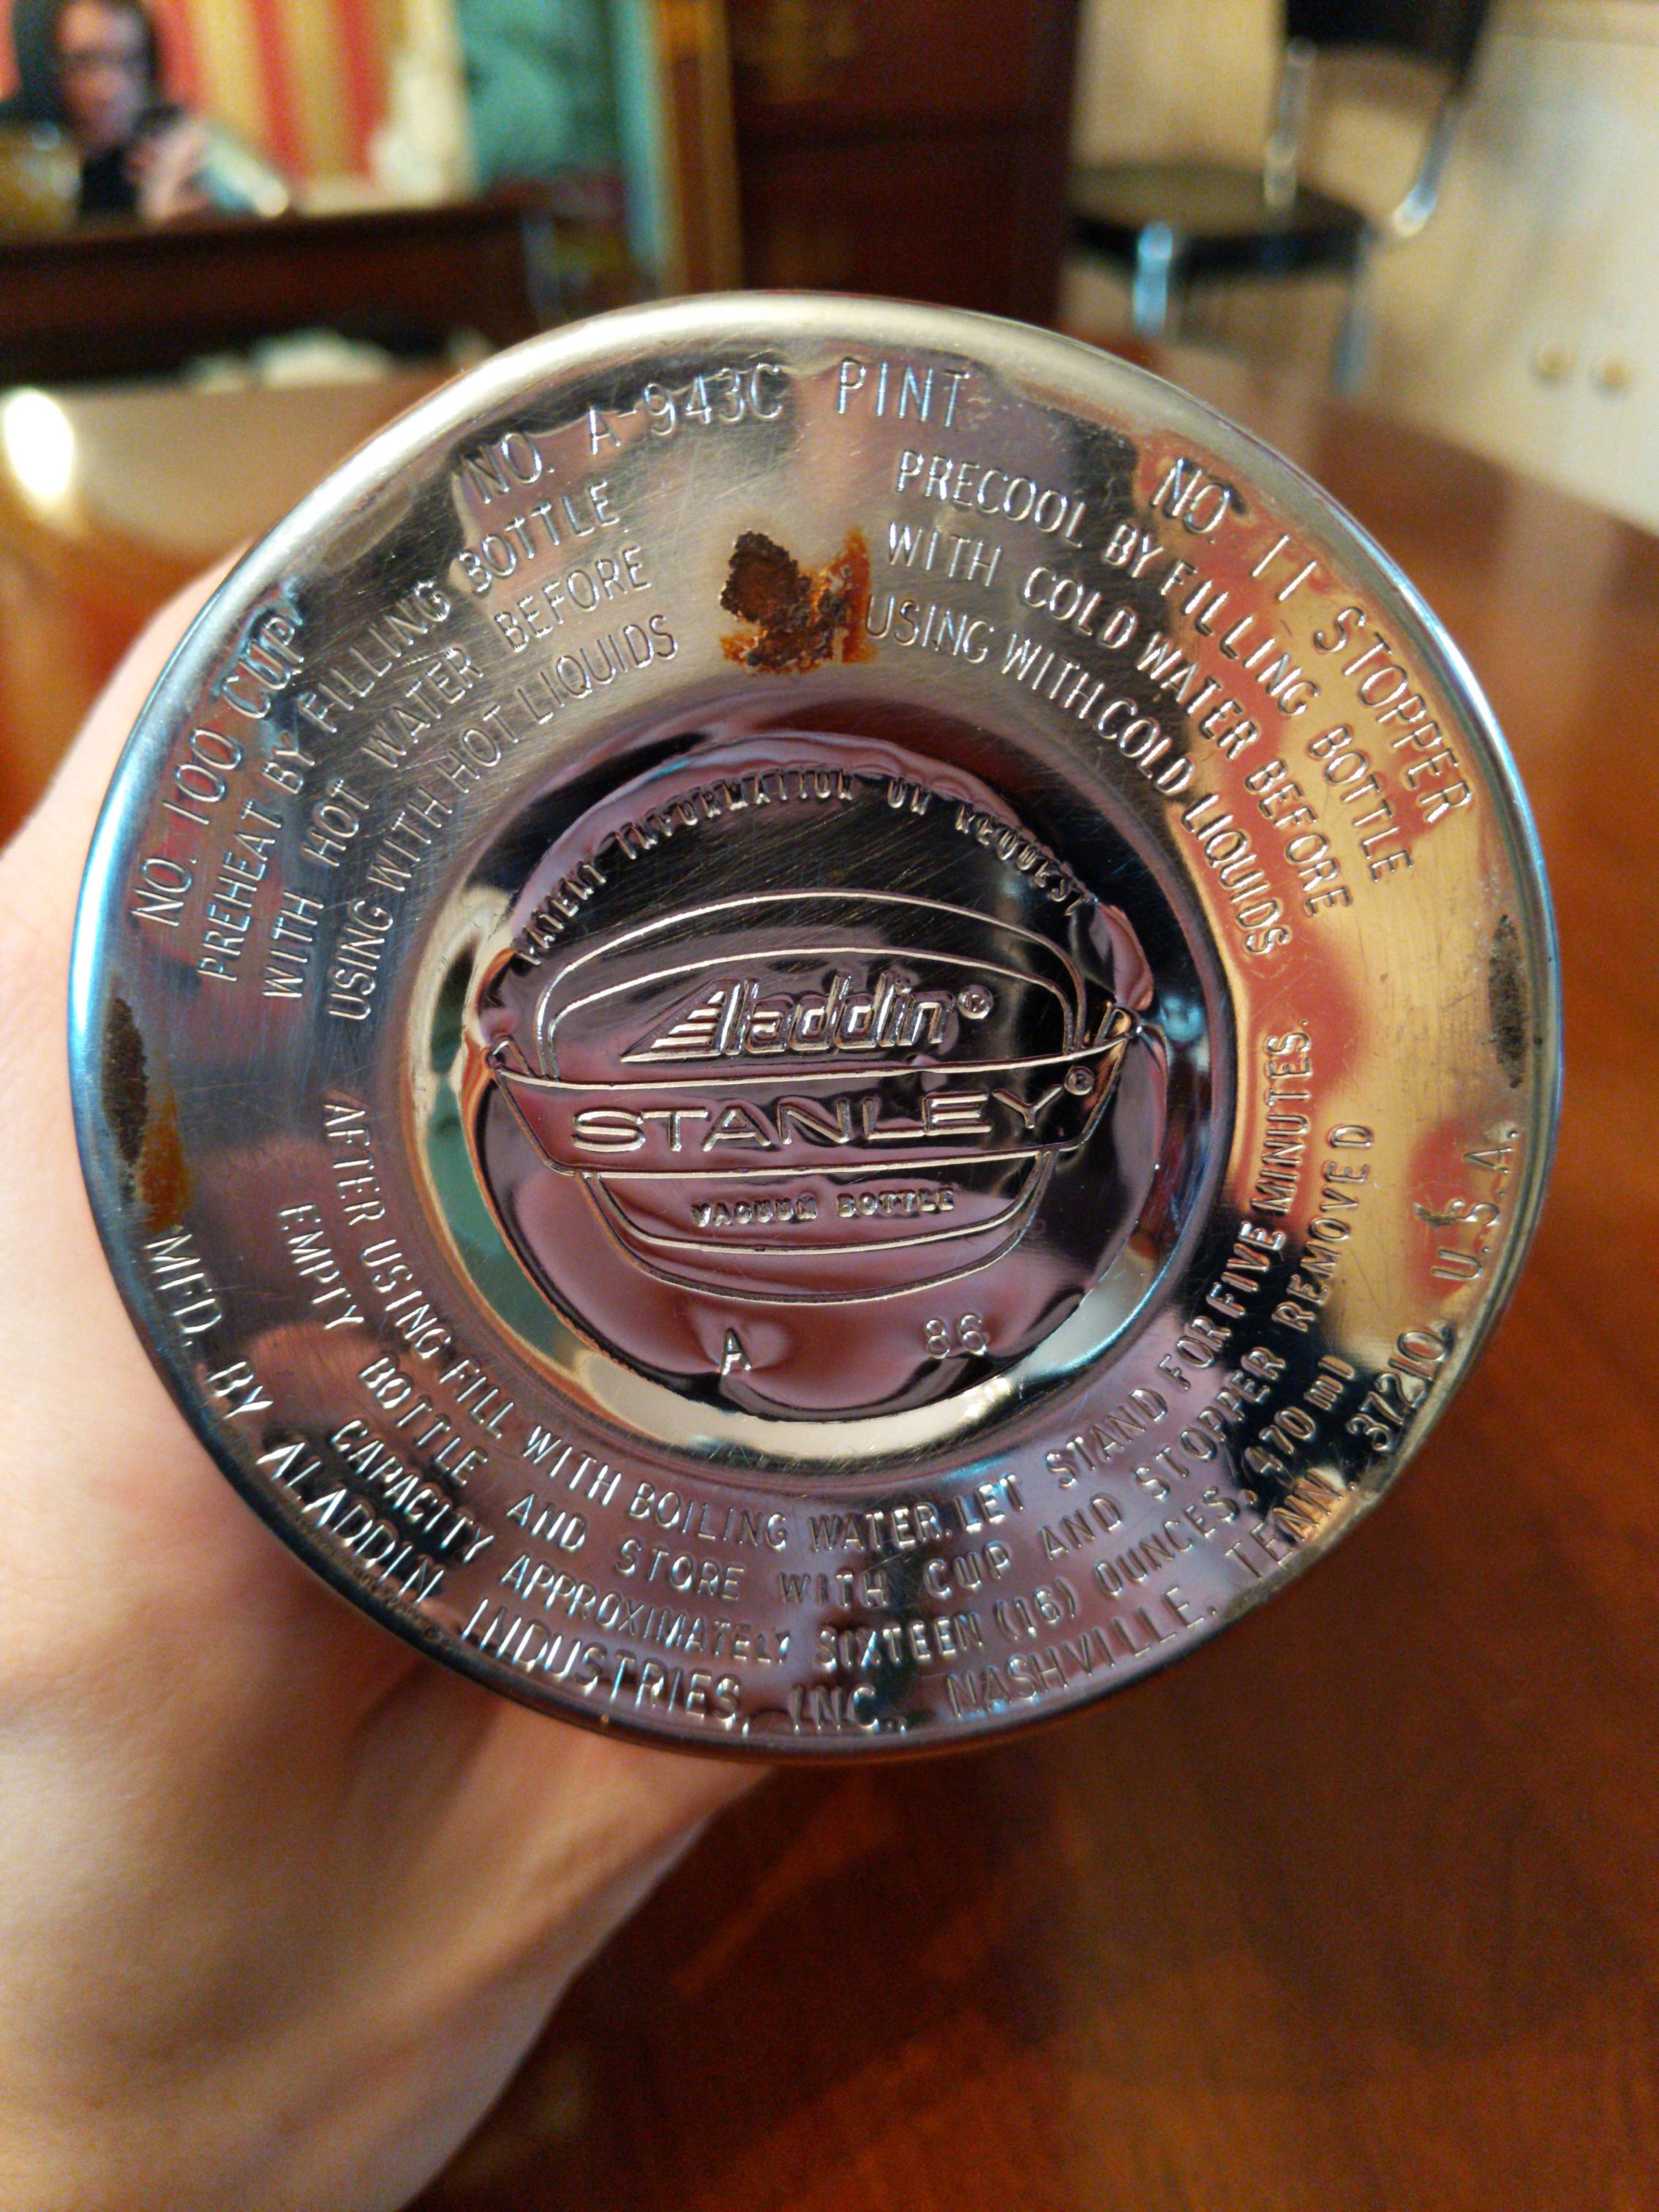 NO. A-943C PINT
NO. 100 CUP
NO. 11 STOPPER
PREHEAT BY FILLING BOTTLE
WITH HOT WATER BEFORE
USING WITH HOT LIQUIDS
PRECOOL BY FILLING BOTTLE
WITH COLD WATER BEFORE
USING WITH COLD LIQUIDS
PATENT INFORMATION ON REQUEST
Aladdin®
STANLEY®
VACUUM BOTTLE
A 86
AFTER USING FILL WITH BOILING WATER. LET STAND FOR FIVE MINUTES.
EMPTY BOTTLE AND STORE WITH CUP AND STOPPER REMOVED
CAPACITY APPROXIMATELY SIXTEEN (16) OUNCES, 470 ml
MFD. BY ALADDIN INDUSTRIES, INC., NASHVILLE, TENN. 37210, U.S.A.